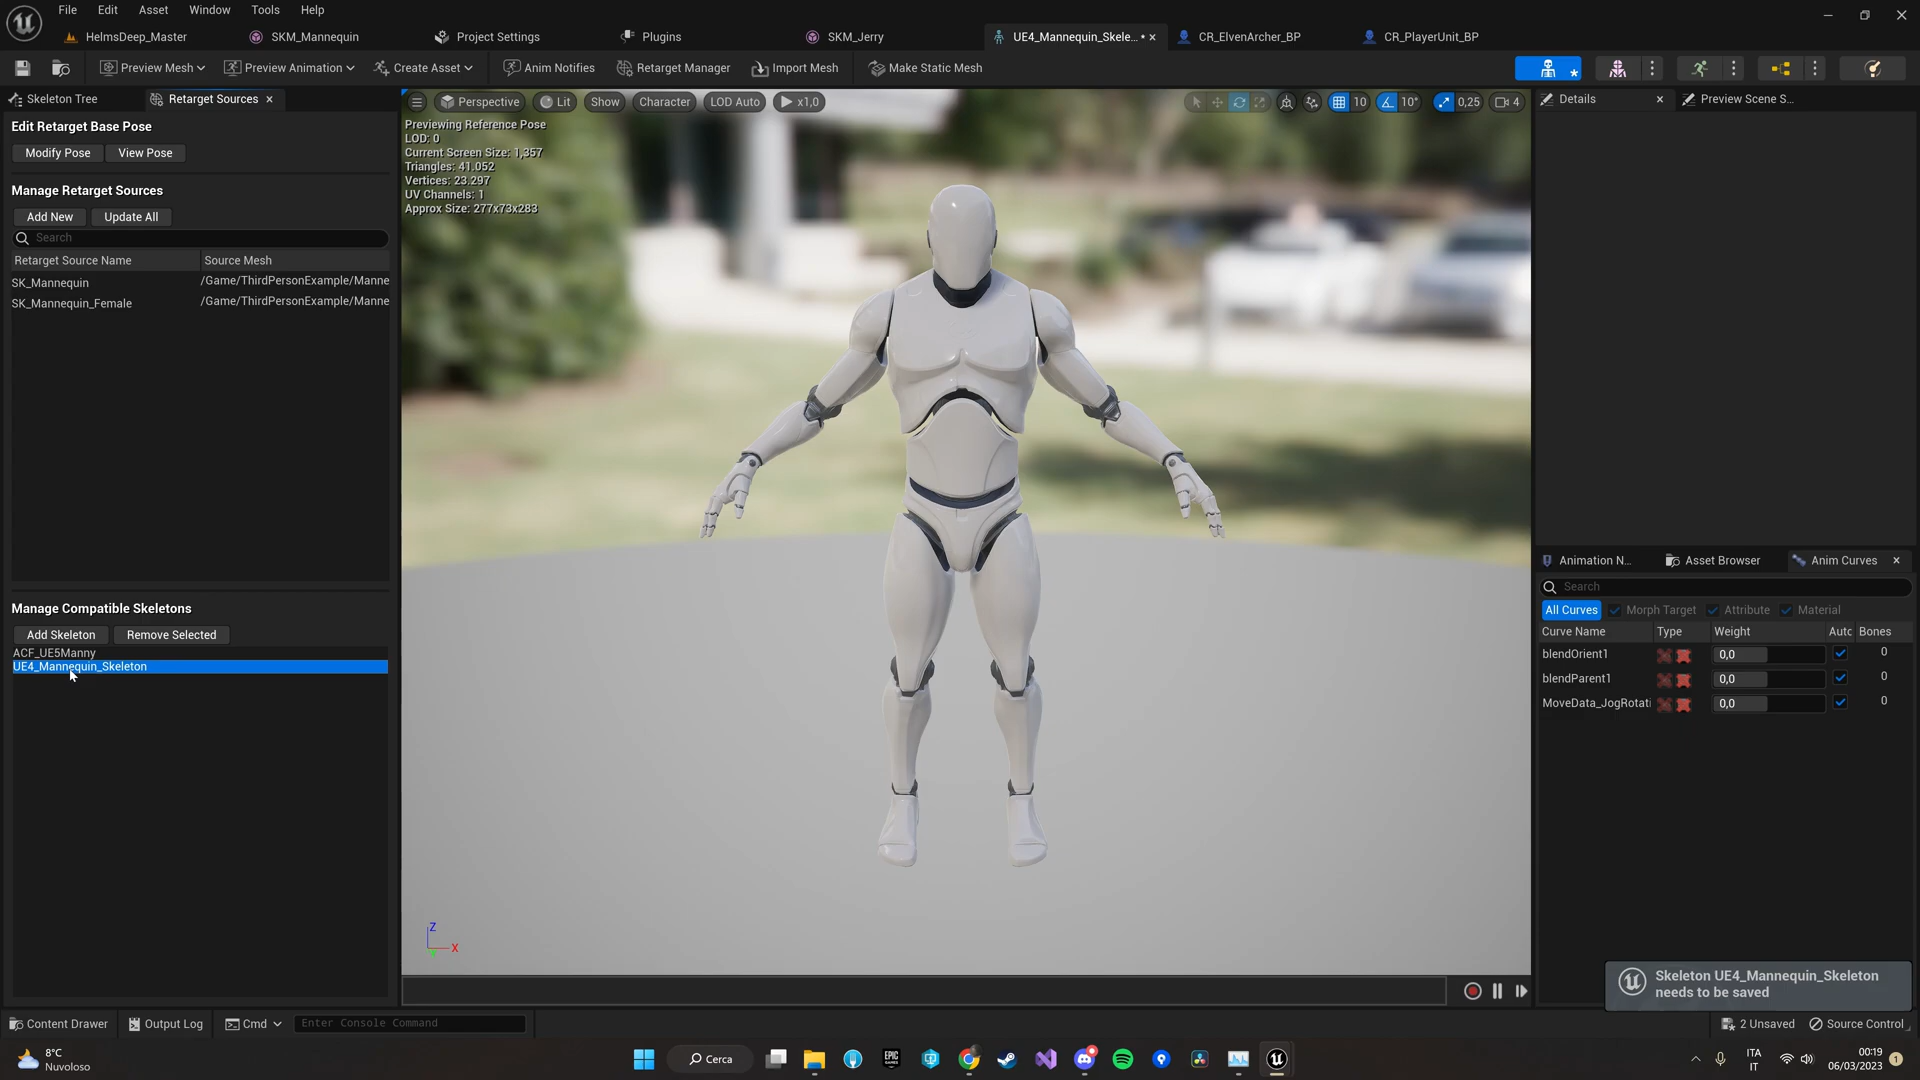 File Edit Asset Window Tools Help
HelmsDeep_Master SKM_Mannequin Project Settings Plugins SKM_Jerry UE4_Mannequin_Skele... • × CR_ElvenArcher_BP CR_PlayerUnit_BP
Preview Mesh Preview Animation Create Asset Anim Notifies Retarget Manager Import Mesh Make Static Mesh
Skeleton Tree Retarget Sources × Perspective Lit Show Character LOD Auto x1,0 10 10° 0,25 4 Details × Preview Scene S...
Edit Retarget Base Pose
Modify Pose View Pose
Manage Retarget Sources
Add New Update All
Search
Retarget Source Name Source Mesh
SK_Mannequin /Game/ThirdPersonExample/Manne
SK_Mannequin_Female /Game/ThirdPersonExample/Manne
Manage Compatible Skeletons
Add Skeleton Remove Selected
ACF_UE5Manny
UE4_Mannequin_Skeleton
Previewing Reference Pose
LOD: 0
Current Screen Size: 1,357
Triangles: 41.052
Vertices: 23.297
UV Channels: 1
Approx Size: 277x73x283
Z
X
Animation N... Asset Browser Anim Curves ×
Search
All Curves Morph Target Attribute Material
Curve Name Type Weight Auto Bones
blendOrient1 0,0 0
blendParent1 0,0 0
MoveData_JogRotati 0,0 0
Skeleton UE4_Mannequin_Skeleton
needs to be saved
Content Drawer Output Log Cmd Enter Console Command 2 Unsaved Source Control
8°C
Nuvoloso
Cerca
EPIC GAMES
ITA
IT
00:19
06/03/2023
1